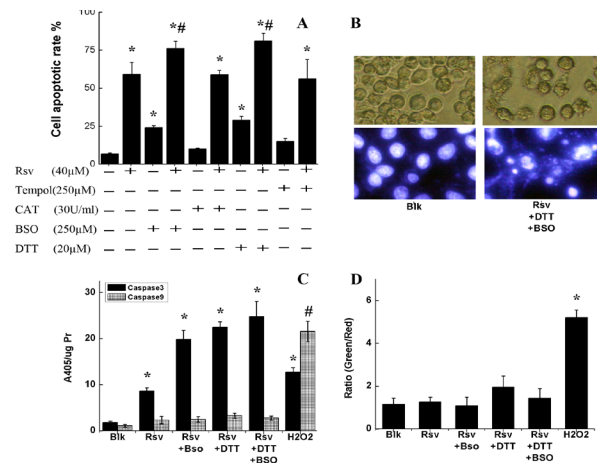 A
Cell apoptotic rate %
100
75
50
25
0
Rsv (40μM) — + — + — + — + — +
Tempol(250μM) — — — — — — — — + +
CAT (30U/ml) — — — — + + — — — —
BSO (250μM) — — + + — — — — — —
DTT (20μM) — — — — — — + + — —
* * *# * * *# *
B
Blk
Rsv
+DTT
+BSO
C
Caspase3
Caspase9
A405/ug Pr
30
20
10
0
* * * * * #
Blk Rsv Rsv +Bso Rsv +DTT Rsv +DTT +BSO H2O2
D
Ratio (Green/Red)
6
4
2
0
*
Blk Rsv Rsv +Bso Rsv +DTT Rsv +DTT +BSO H2O2